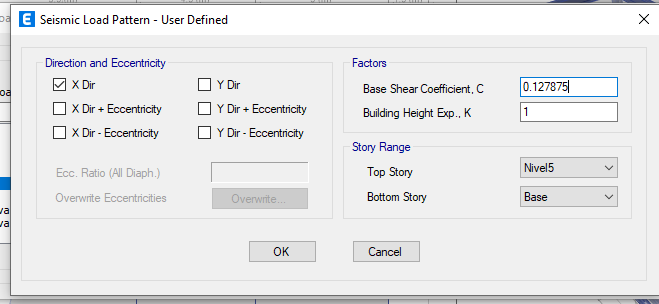 E Seismic Load Pattern - User Defined
Direction and Eccentricity
X Dir
Y Dir
X Dir + Eccentricity
Y Dir + Eccentricity
X Dir - Eccentricity
Y Dir - Eccentricity
Ecc. Ratio (All Diaph.)
Overwrite Eccentricities
Overwrite...
Factors
Base Shear Coefficient, C
0.127875
Building Height Exp., K
1
Story Range
Top Story
Nivel5
Bottom Story
Base
OK
Cancel